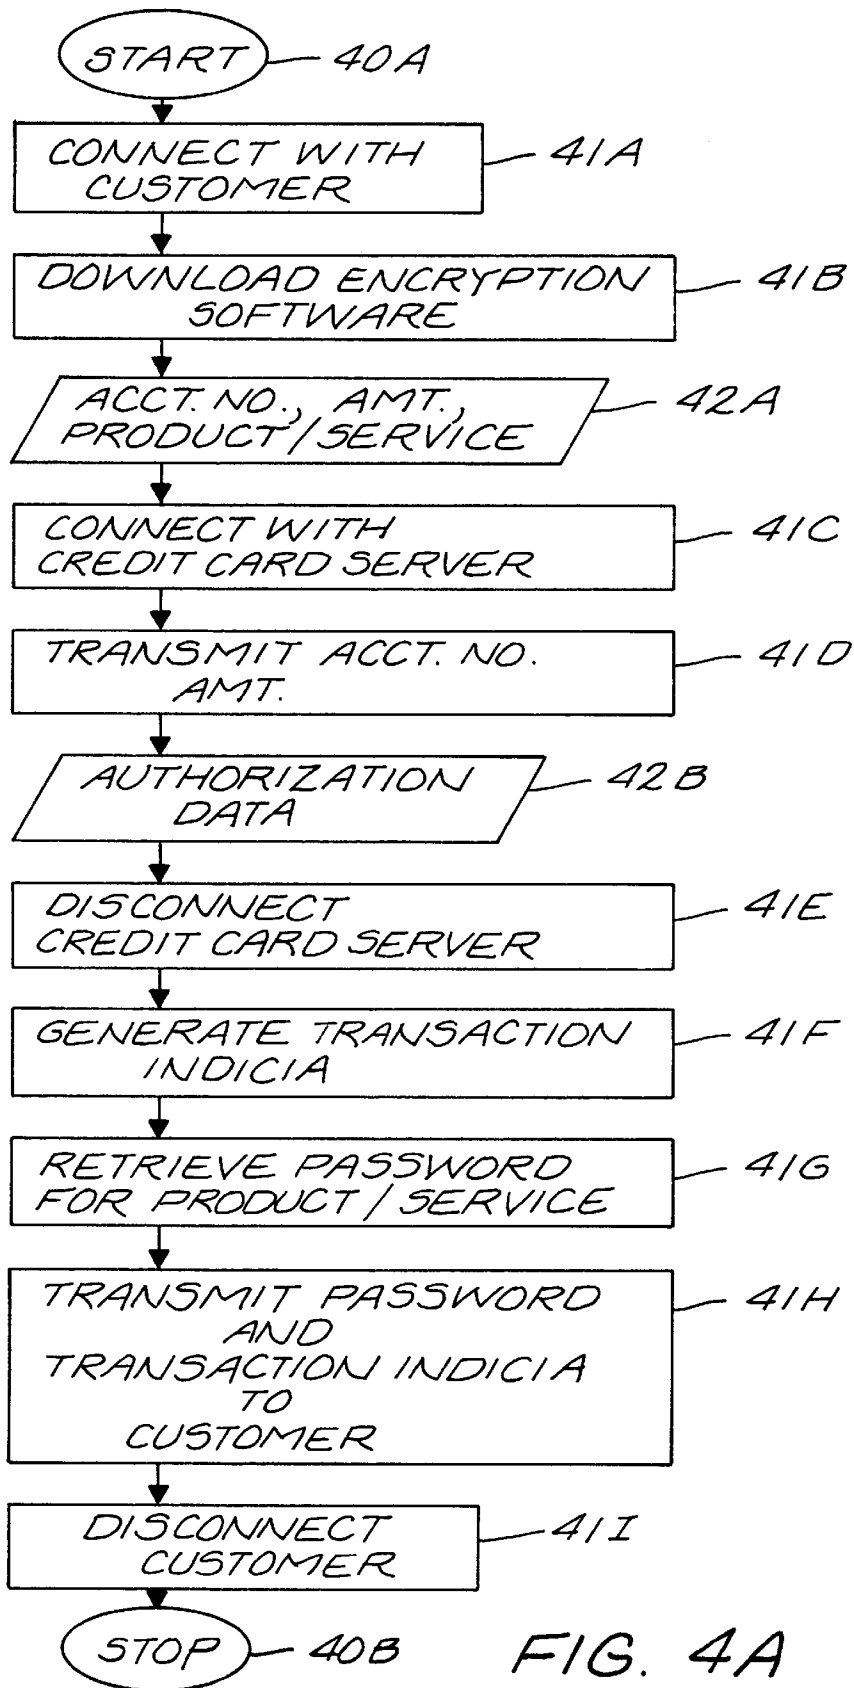 START 40A
CONNECT WITH
CUSTOMER
41A
DOWNLOAD ENCRYPTION
SOFTWARE
41B
ACCT. NO., AMT.,
PRODUCT/SERVICE
42A
CONNECT WITH
CREDIT CARD SERVER
41C
TRANSMIT ACCT. NO.
AMT.
41D
AUTHORIZATION
DATA
42B
DISCONNECT
CREDIT CARD SERVER
41E
GENERATE TRANSACTION
INDICIA
41F
RETRIEVE PASSWORD
FOR PRODUCT/SERVICE
41G
TRANSMIT PASSWORD
AND
TRANSACTION INDICIA
TO
CUSTOMER
41H
DISCONNECT
CUSTOMER
41I
STOP 40B
FIG. 4A